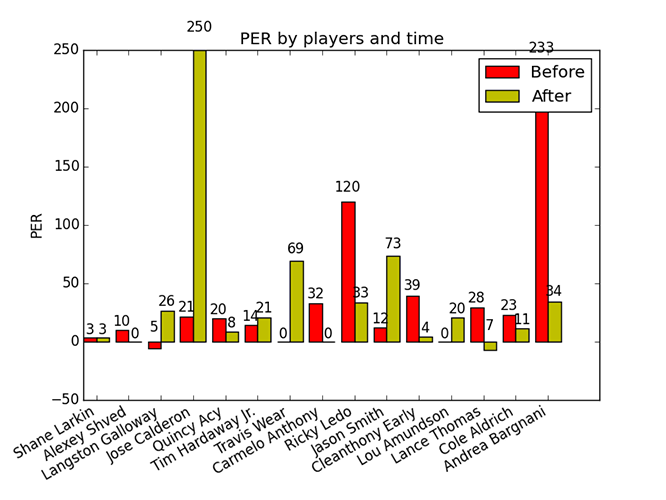 PER by players and time
PER
250
200
150
100
50
0
−50
Before
After
3
3
10
0
5
26
21
250
20
8
14
21
0
69
32
0
120
33
12
73
39
4
0
20
28
7
23
11
233
34
Shane Larkin
Alexey Shved
Langston Galloway
Jose Calderon
Quincy Acy
Tim Hardaway Jr.
Travis Wear
Carmelo Anthony
Ricky Ledo
Jason Smith
Cleanthony Early
Lou Amundson
Lance Thomas
Cole Aldrich
Andrea Bargnani